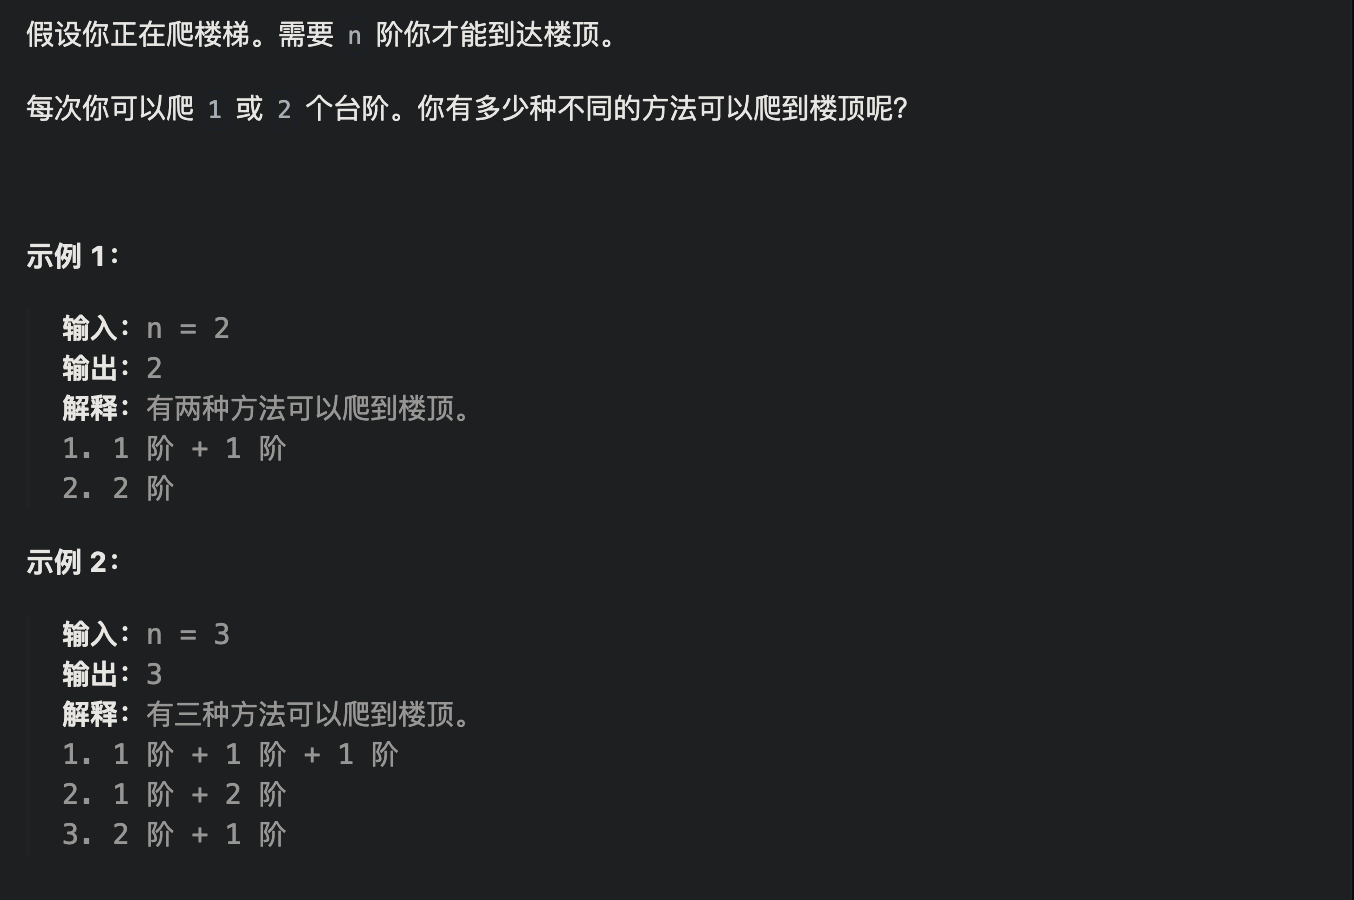 假设你正在爬楼梯。需要 n 阶你才能到达楼顶。
每次你可以爬 1 或 2 个台阶。你有多少种不同的方法可以爬到楼顶呢?
示例 1:
输入:n = 2
输出:2
解释:有两种方法可以爬到楼顶。
1. 1 阶 + 1 阶
2. 2 阶
示例 2:
输入:n = 3
输出:3
解释:有三种方法可以爬到楼顶。
1. 1 阶 + 1 阶 + 1 阶
2. 1 阶 + 2 阶
3. 2 阶 + 1 阶